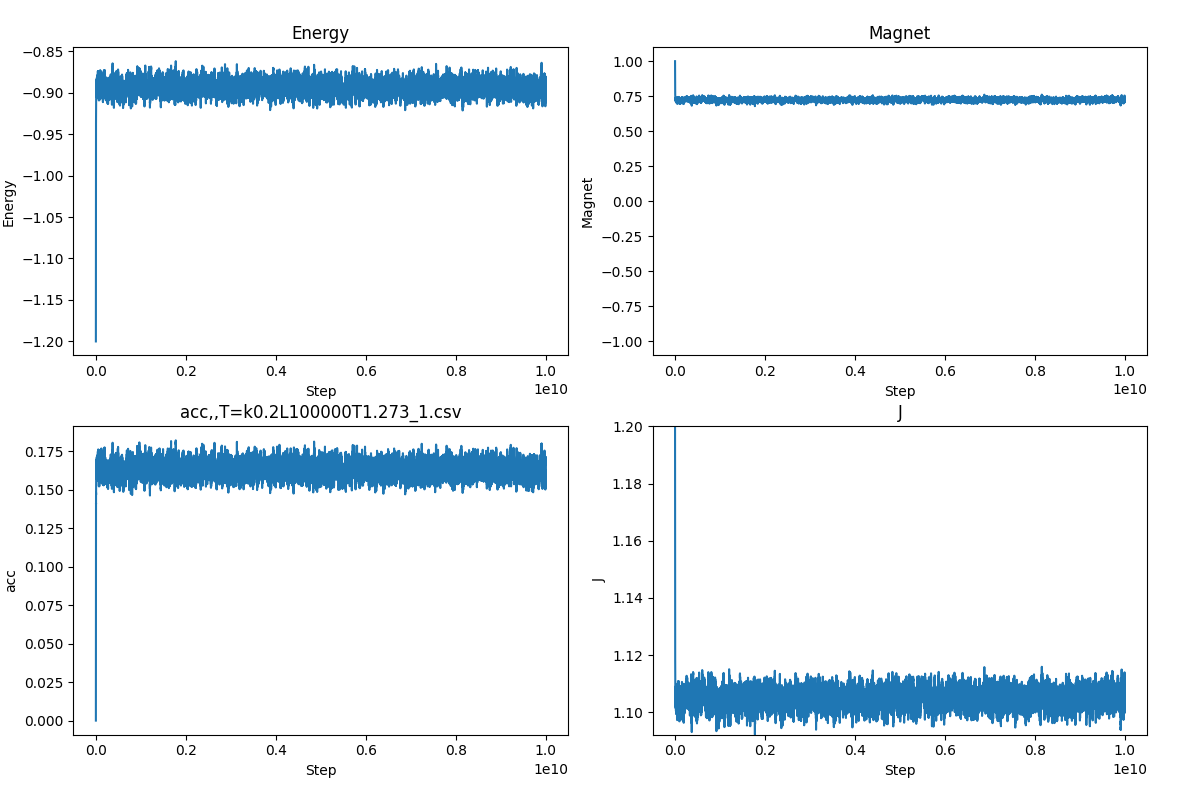 Energy
Energy
−0.85
−0.90
−0.95
−1.00
−1.05
−1.10
−1.15
−1.20
0.0 0.2 0.4 0.6 0.8 1.0
Step
1e10
Magnet
Magnet
1.00
0.75
0.50
0.25
0.00
−0.25
−0.50
−0.75
−1.00
0.0 0.2 0.4 0.6 0.8 1.0
Step
1e10
acc,,T=k0.2L100000T1.273_1.csv
acc
0.175
0.150
0.125
0.100
0.075
0.050
0.025
0.000
0.0 0.2 0.4 0.6 0.8 1.0
Step
1e10
J
J
1.20
1.18
1.16
1.14
1.12
1.10
0.0 0.2 0.4 0.6 0.8 1.0
Step
1e10